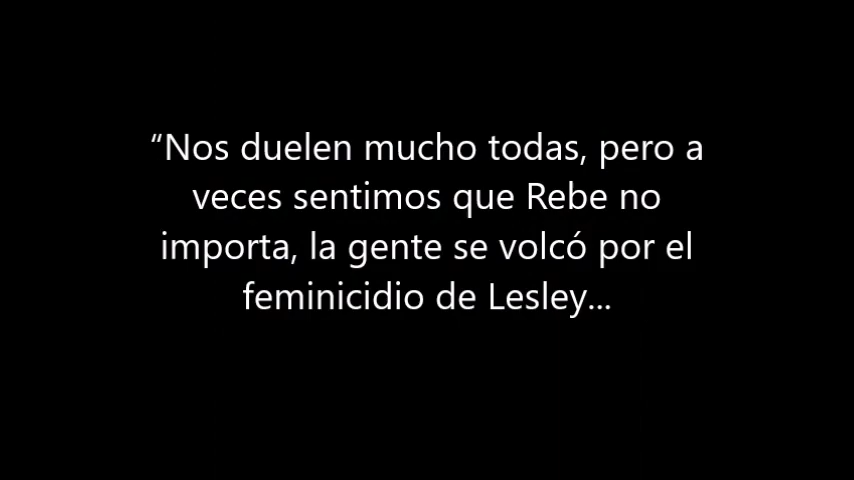 “Nos duelen mucho todas, pero a
veces sentimos que Rebe no
importa, la gente se volcó por el
feminicidio de Lesley...